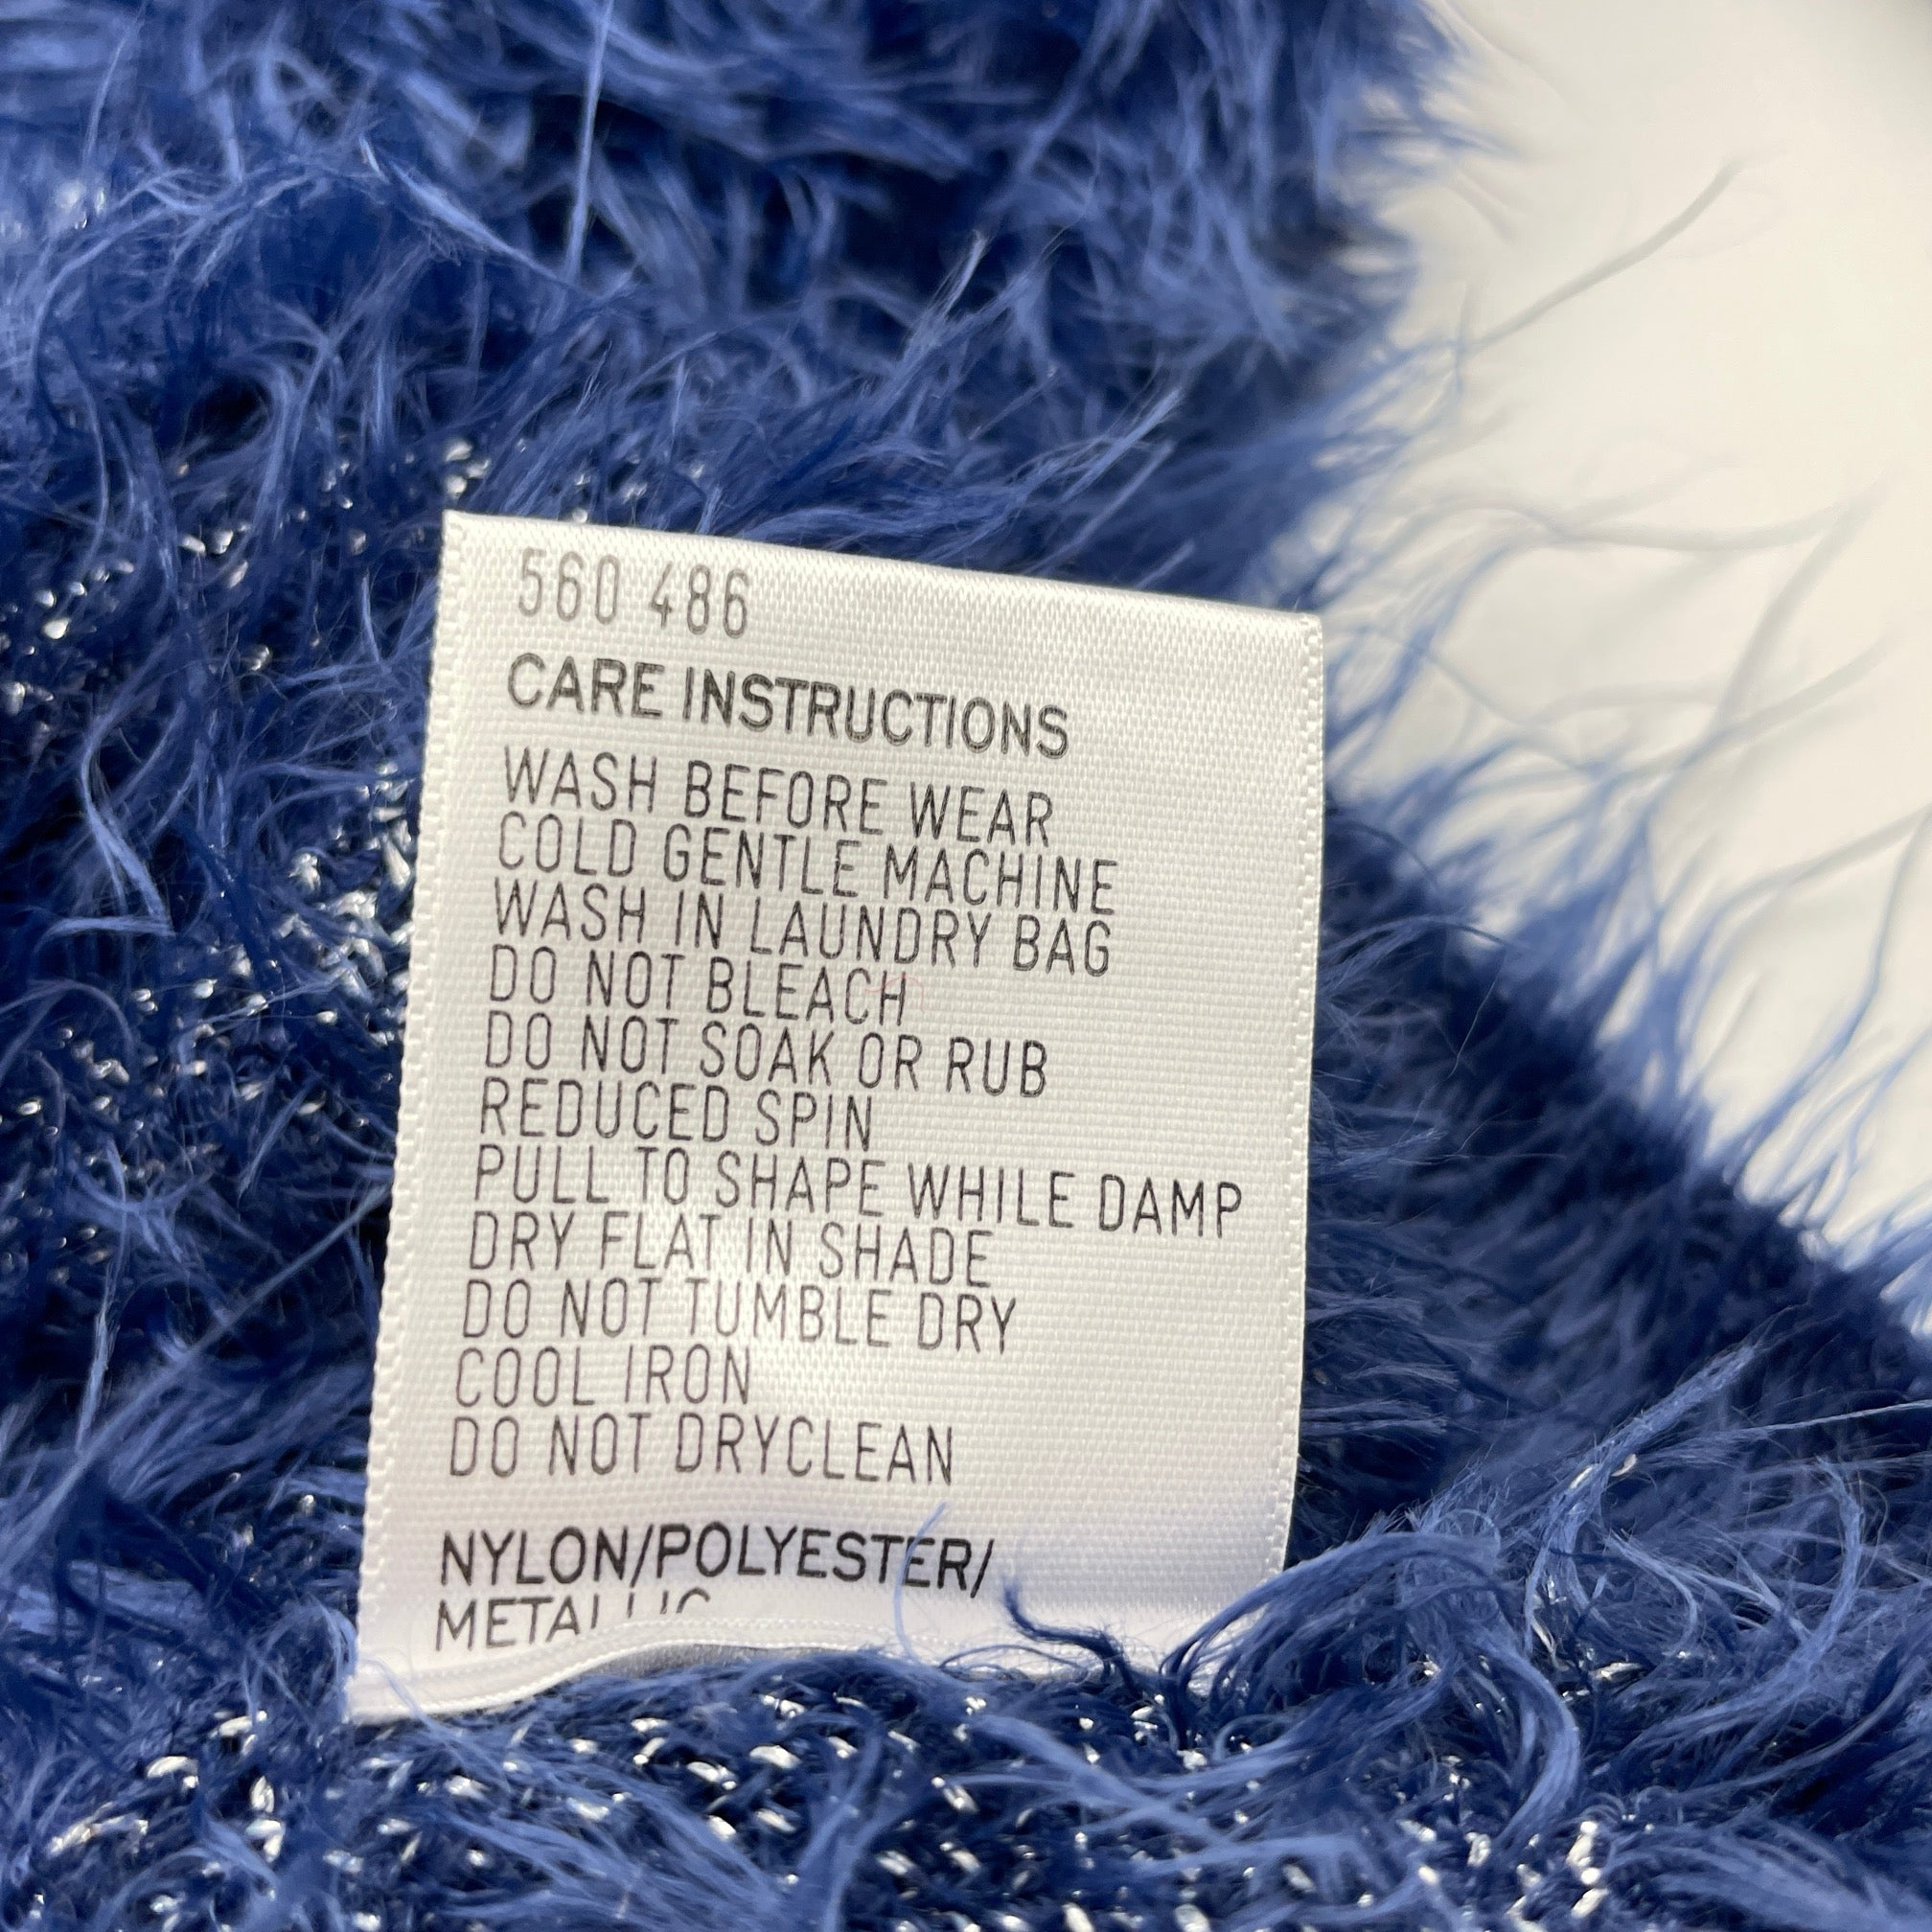 560 486
CARE INSTRUCTIONS
WASH BEFORE WEAR
COLD GENTLE MACHINE
WASH IN LAUNDRY BAG
DO NOT BLEACH
DO NOT SOAK OR RUB
REDUCED SPIN
PULL TO SHAPE WHILE DAMP
DRY FLAT IN SHADE
DO NOT TUMBLE DRY
COOL IRON
DO NOT DRYCLEAN
NYLON/POLYESTER/
METALLIC